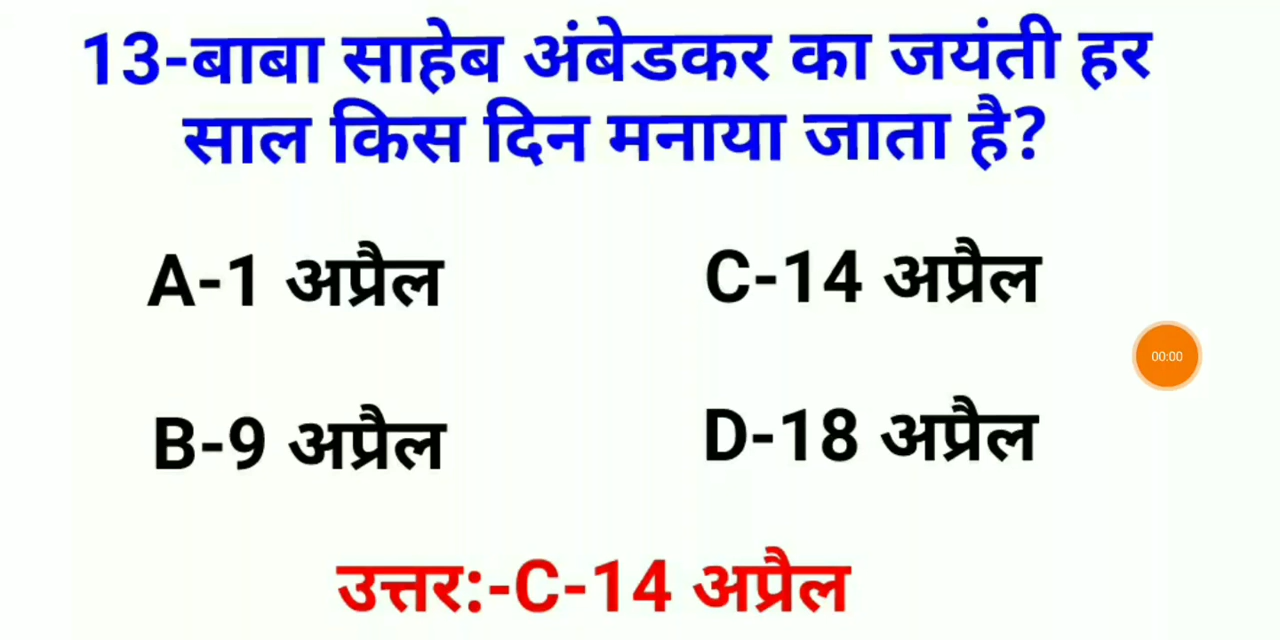 13-बाबा साहेब अंबेडकर का जयंती हर
साल किस दिन मनाया जाता है?
A-1 अप्रैल
C-14 अप्रैल
00:00
B-9 अप्रैल
D-18 अप्रैल
उत्तर:-C-14 अप्रैल